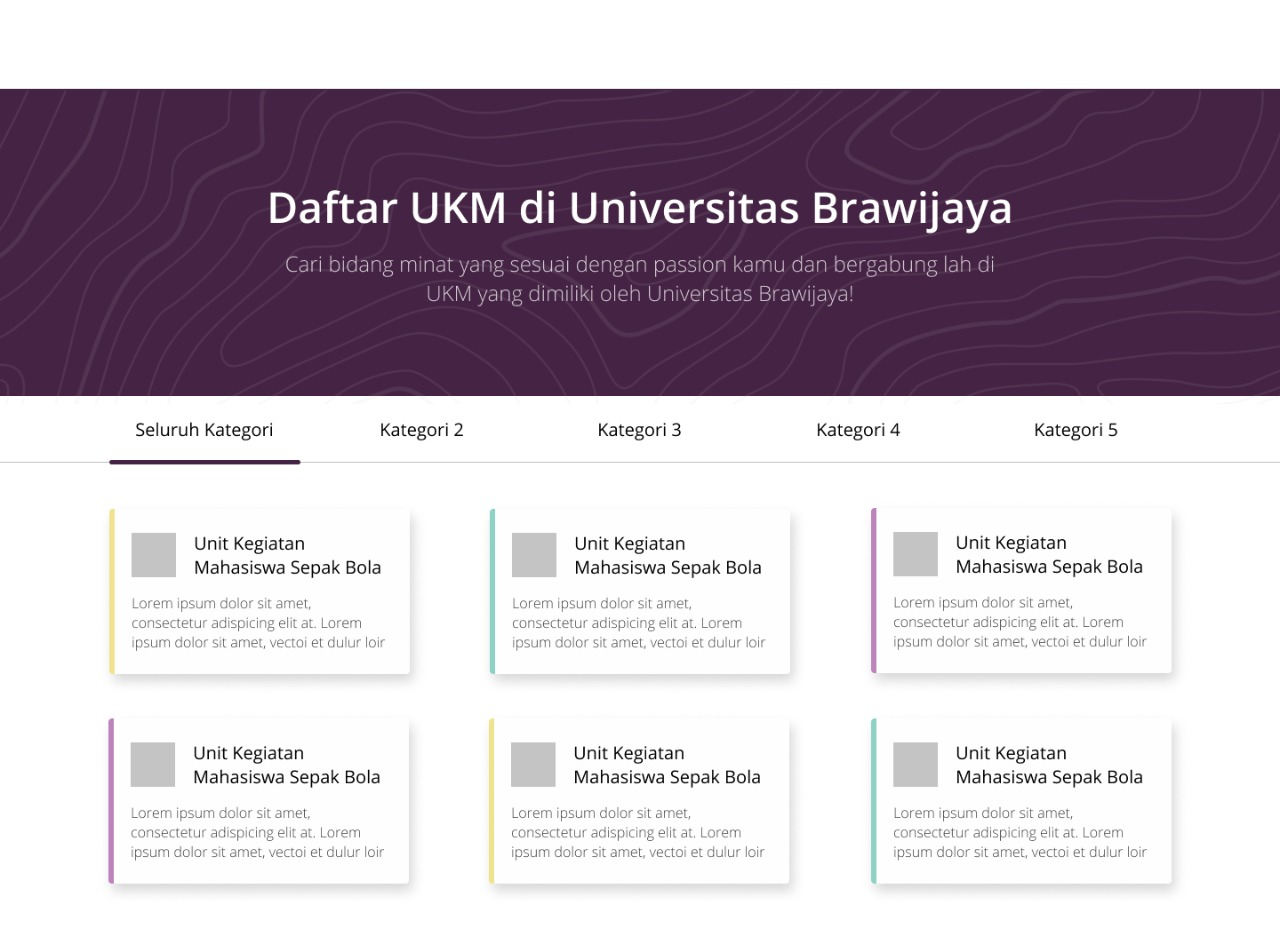 Daftar UKM di Universitas Brawijaya
Cari bidang minat yang sesuai dengan passion kamu dan bergabung lah di
UKM yang dimiliki oleh Universitas Brawijaya!
Seluruh Kategori
Kategori 2
Kategori 3
Kategori 4
Kategori 5
Unit Kegiatan
Mahasiswa Sepak Bola
Lorem ipsum dolor sit amet,
consectetur adispicing elit at. Lorem
ipsum dolor sit amet, vectoi et dulur loir
Unit Kegiatan
Mahasiswa Sepak Bola
Lorem ipsum dolor sit amet,
consectetur adispicing elit at. Lorem
ipsum dolor sit amet, vectoi et dulur loir
Unit Kegiatan
Mahasiswa Sepak Bola
Lorem ipsum dolor sit amet,
consectetur adispicing elit at. Lorem
ipsum dolor sit amet, vectoi et dulur loir
Unit Kegiatan
Mahasiswa Sepak Bola
Lorem ipsum dolor sit amet,
consectetur adispicing elit at. Lorem
ipsum dolor sit amet, vectoi et dulur loir
Unit Kegiatan
Mahasiswa Sepak Bola
Lorem ipsum dolor sit amet,
consectetur adispicing elit at. Lorem
ipsum dolor sit amet, vectoi et dulur loir
Unit Kegiatan
Mahasiswa Sepak Bola
Lorem ipsum dolor sit amet,
consectetur adispicing elit at. Lorem
ipsum dolor sit amet, vectoi et dulur loir